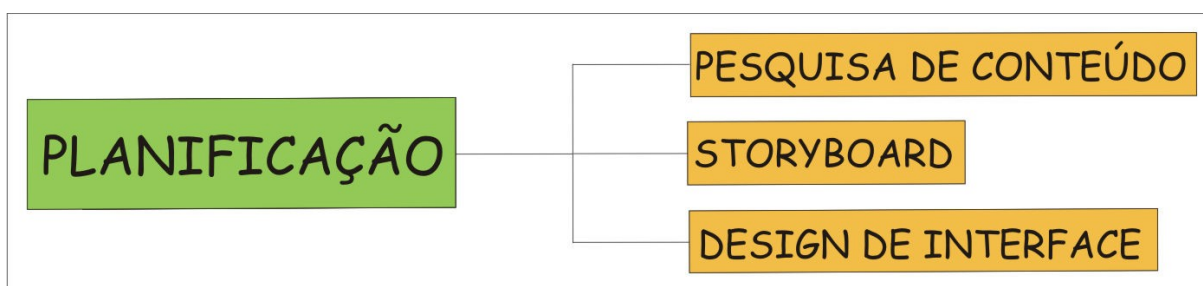 PLANIFICAÇÃO
PESQUISA DE CONTEÚDO
STORYBOARD
DESIGN DE INTERFACE